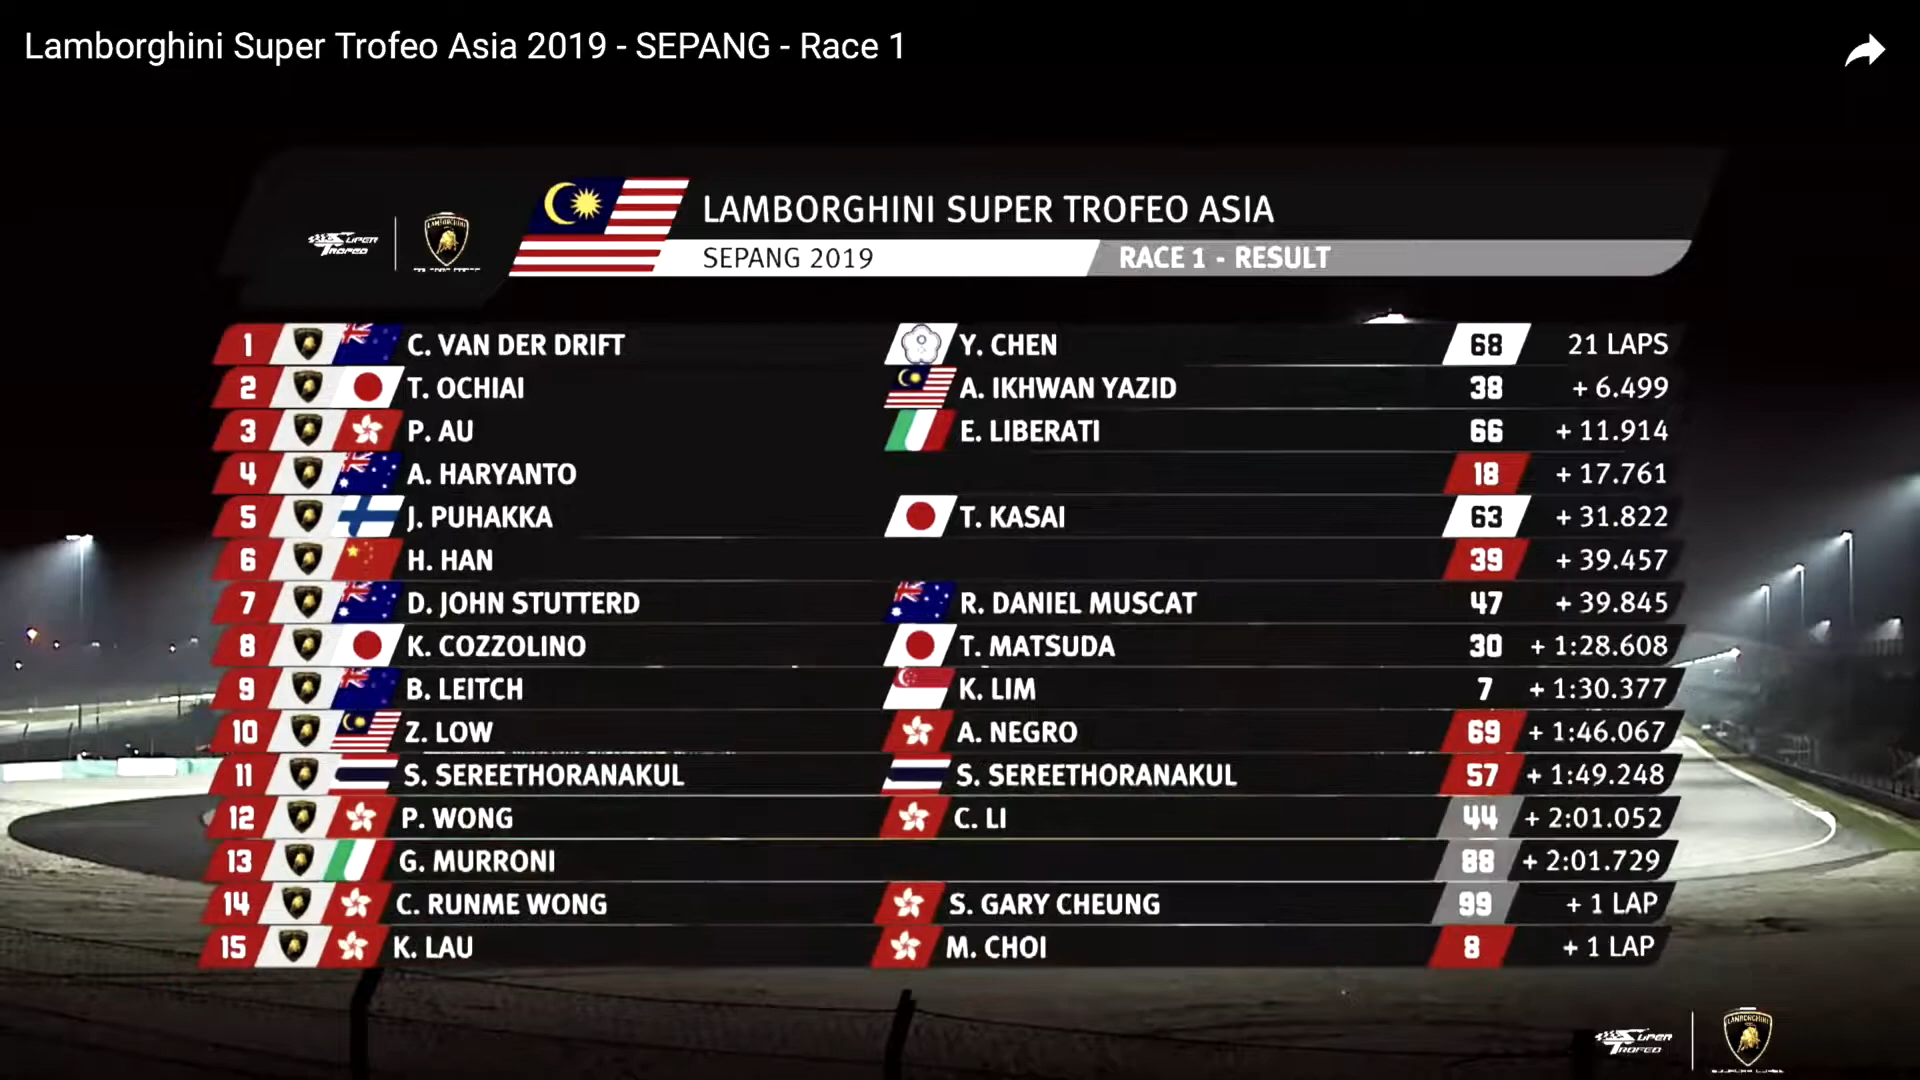 Lamborghini Super Trofeo Asia 2019 - SEPANG - Race 1
SUPER TROFEO
LAMBORGHINI
LAMBORGHINI SUPER TROFEO ASIA
SEPANG 2019 RACE 1 - RESULT
1 C. VAN DER DRIFT Y. CHEN 68 21 LAPS
2 T. OCHIAI A. IKHWAN YAZID 38 + 6.499
3 P. AU E. LIBERATI 66 + 11.914
4 A. HARYANTO 18 + 17.761
5 J. PUHAKKA T. KASAI 63 + 31.822
6 H. HAN 39 + 39.457
7 D. JOHN STUTTERD R. DANIEL MUSCAT 47 + 39.845
8 K. COZZOLINO T. MATSUDA 30 + 1:28.608
9 B. LEITCH K. LIM 7 + 1:30.377
10 Z. LOW A. NEGRO 69 + 1:46.067
11 S. SEREETHORANAKUL S. SEREETHORANAKUL 57 + 1:49.248
12 P. WONG C. LI 44 + 2:01.052
13 G. MURRONI 88 + 2:01.729
14 C. RUNME WONG S. GARY CHEUNG 99 + 1 LAP
15 K. LAU M. CHOI 8 + 1 LAP
SUPER TROFEO
LAMBORGHINI